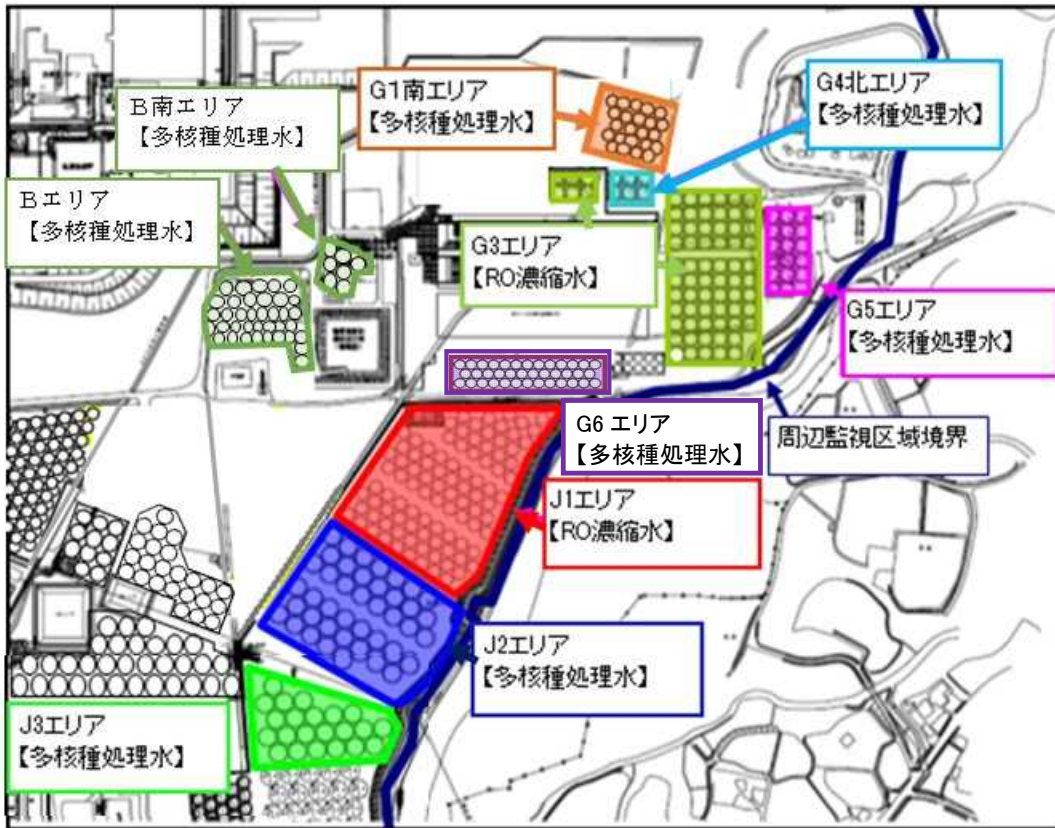 G1南エリア
【多核種処理水】
G4北エリア
【多核種処理水】
B南エリア
【多核種処理水】
Bエリア
【多核種処理水】
G3エリア
【RO濃縮水】
G5エリア
【多核種処理水】
G6 エリア
【多核種処理水】
周辺監視区域境界
J1エリア
【RO濃縮水】
J2エリア
【多核種処理水】
J3エリア
【多核種処理水】